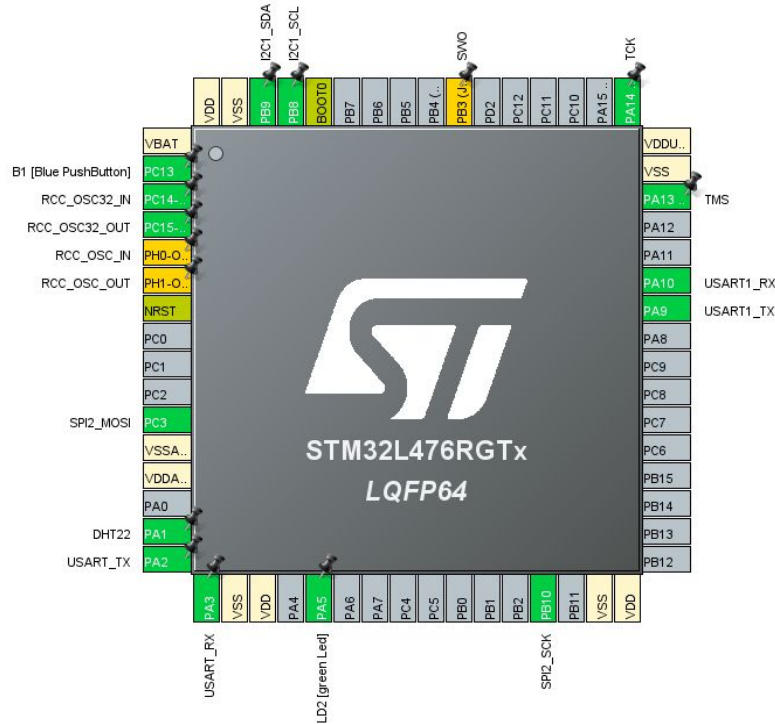 I2C1_SDA
I2C1_SCL
SWO
TCK
VDD
VSS
PB9
PB8
BOOT0
PB7
PB6
PB5
PB4 (..
PB3 (J..
PD2
PC12
PC11
PC10
PA15 ..
PA14 ..
B1 [Blue PushButton]
RCC_OSC32_IN
RCC_OSC32_OUT
RCC_OSC_IN
RCC_OSC_OUT
SPI2_MOSI
DHT22
USART_TX
VBAT
PC13
PC14-..
PC15-..
PH0-O..
PH1-O..
NRST
PC0
PC1
PC2
PC3
VSSA..
VDDA..
PA0
PA1
PA2
ST
STM32L476RGTx
LQFP64
VDDU..
VSS
PA13 ..
PA12
PA11
PA10
PA9
PA8
PC9
PC8
PC7
PC6
PB15
PB14
PB13
PB12
TMS
USART1_RX
USART1_TX
PA3
VSS
VDD
PA4
PA5
PA6
PA7
PC4
PC5
PB0
PB1
PB2
PB10
PB11
VSS
VDD
USART_RX
LD2 [green Led]
SPI2_SCK